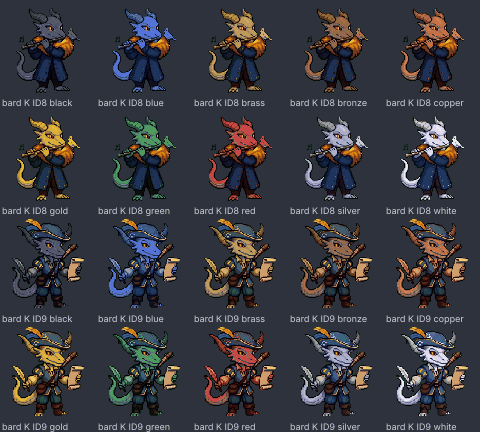 bard K ID8 black
bard K ID8 blue
bard K ID8 brass
bard K ID8 bronze
bard K ID8 copper
bard K ID8 gold
bard K ID8 green
bard K ID8 red
bard K ID8 silver
bard K ID8 white
bard K ID9 black
bard K ID9 blue
bard K ID9 brass
bard K ID9 bronze
bard K ID9 copper
bard K ID9 gold
bard K ID9 green
bard K ID9 red
bard K ID9 silver
bard K ID9 white